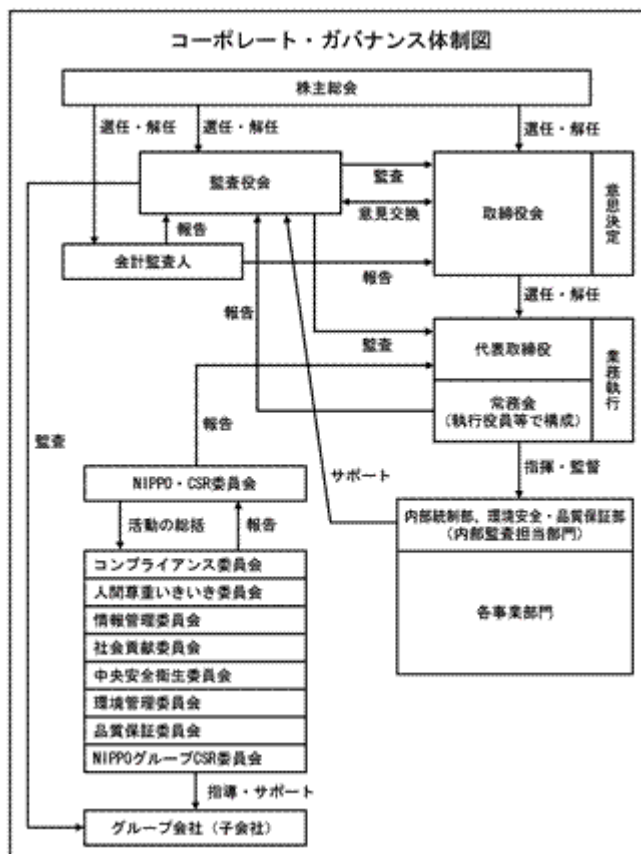 コーポレート・ガバナンス体制図
株主総会
選任・解任
選任・解任
選任・解任
監査役会
監査
意見交換
取締役会
意思決定
報告
会計監査人
報告
選任・解任
報告
監査
代表取締役
業務執行
常務会
(執行役員等で構成)
報告
監査
サポート
指揮・監督
NIPPO・CSR委員会
活動の総括
報告
内部統制部、環境安全・品質保証部
(内部監査担当部門)
コンプライアンス委員会
人間尊重いきいき委員会
情報管理委員会
社会貢献委員会
中央安全衛生委員会
環境管理委員会
品質保証委員会
NIPPOグループCSR委員会
各事業部門
指導・サポート
グループ会社(子会社)